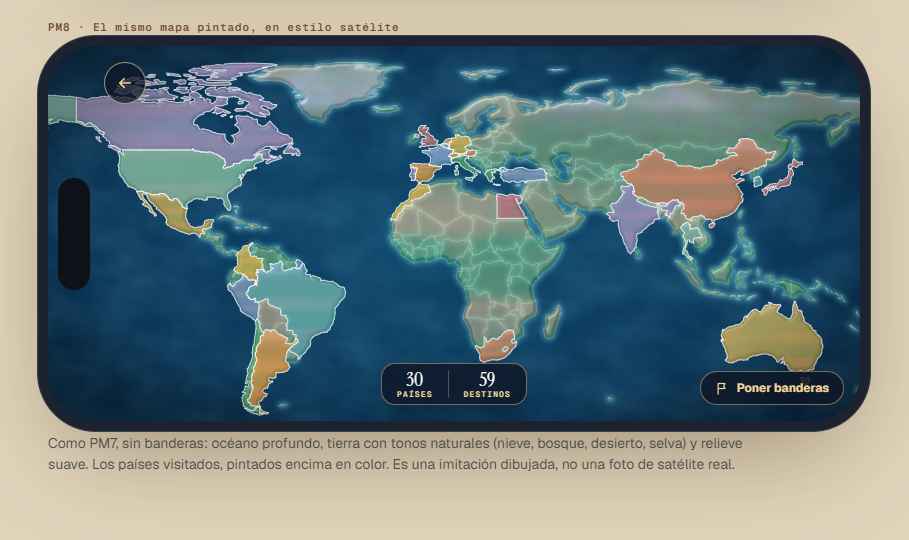 PM8 · El mismo mapa pintado, en estilo satélite
30 59
PAÍSES DESTINOS
Poner banderas
Como PM7, sin banderas: océano profundo, tierra con tonos naturales (nieve, bosque, desierto, selva) y relieve
suave. Los países visitados, pintados encima en color. Es una imitación dibujada, no una foto de satélite real.